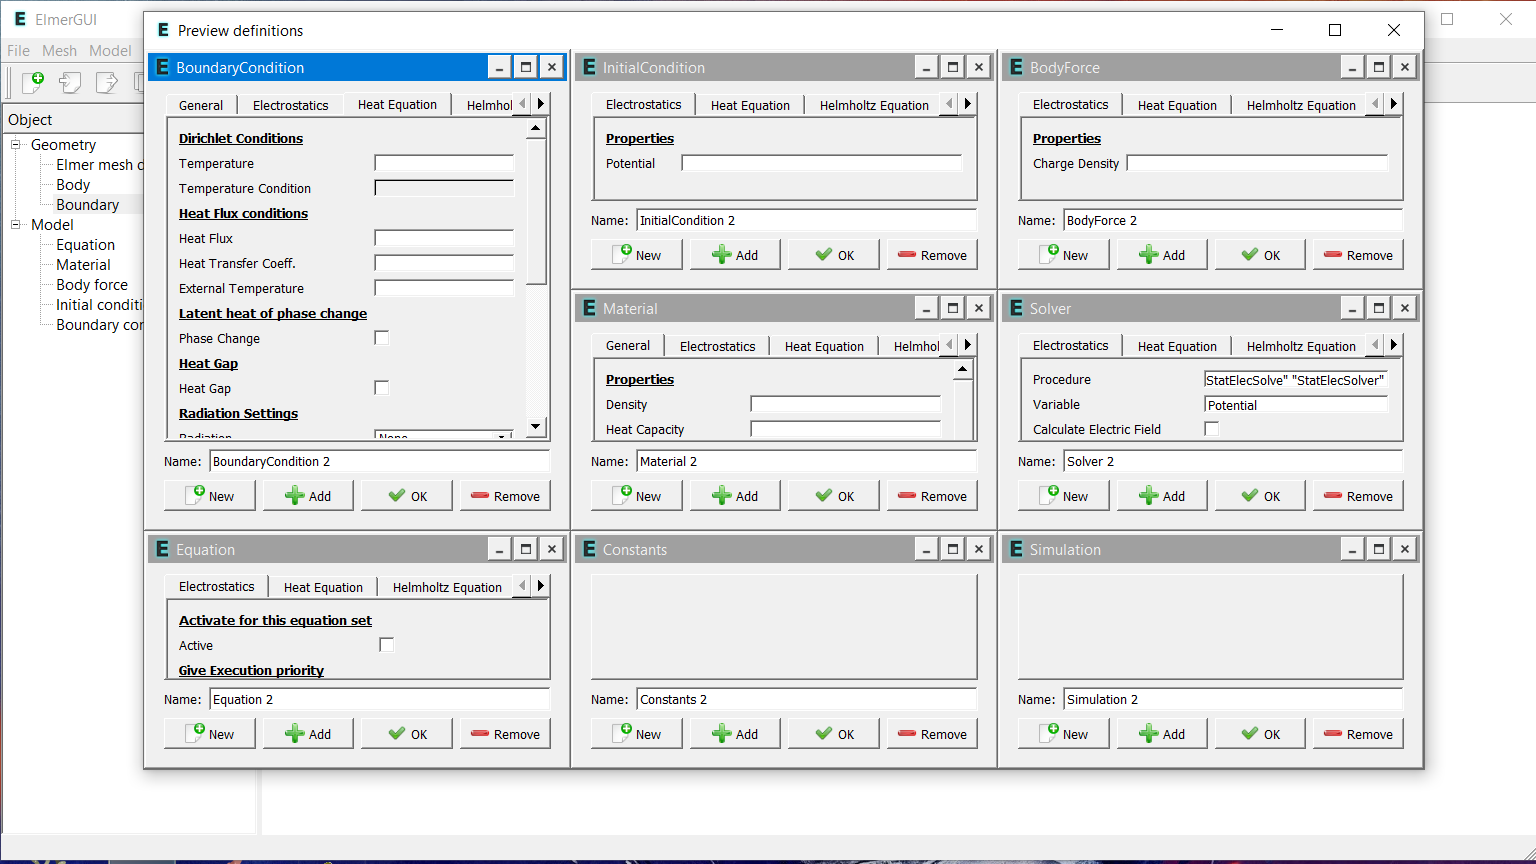 ElmerGUI
File Mesh Model
Object
Geometry
Elmer mesh
Body
Boundary
Model
Equation
Material
Body force
Initial
Boundary
Preview definitions
BoundaryCondition
General Electrostatics Heat Equation
Dirichlet Conditions
Temperature
Temperature Condition
Heat Flux conditions
Heat Flux
Heat Transfer Coeff.
External Temperature
Latent heat of phase change
Phase Change
Heat Gap
Heat Gap
Radiation Settings
Radiation None
Name: BoundaryCondition 2
New Add OK Remove
InitialCondition
Electrostatics Heat Equation Helmholtz Equation
Properties
Potential
Name: InitialCondition 2
New Add OK Remove
BodyForce
Electrostatics Heat Equation Helmholtz Equation
Properties
Charge Density
Name: BodyForce 2
New Add OK Remove
Material
General Electrostatics Heat Equation
Properties
Density
Heat Capacity
Name: Material 2
New Add OK Remove
Solver
Electrostatics Heat Equation Helmholtz Equation
Procedure StatElecSolve" "StatElecSolver"
Variable Potential
Calculate Electric Field
Name: Solver 2
New Add OK Remove
Equation
Electrostatics Heat Equation Helmholtz Equation
Activate for this equation set
Active
Give Execution priority
Name: Equation 2
New Add OK Remove
Constants
Name: Constants 2
New Add OK Remove
Simulation
Name: Simulation 2
New Add OK Remove